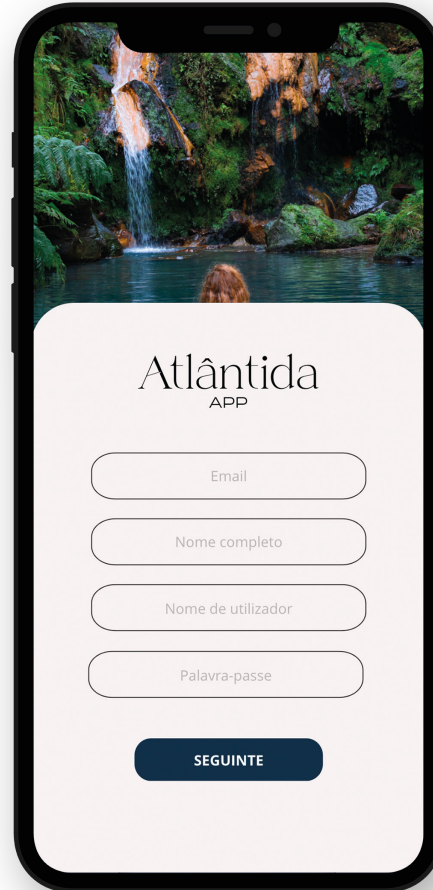 Atlântida
APP
Email
Nome completo
Nome de utilizador
Palavra-passe
SEGUINTE